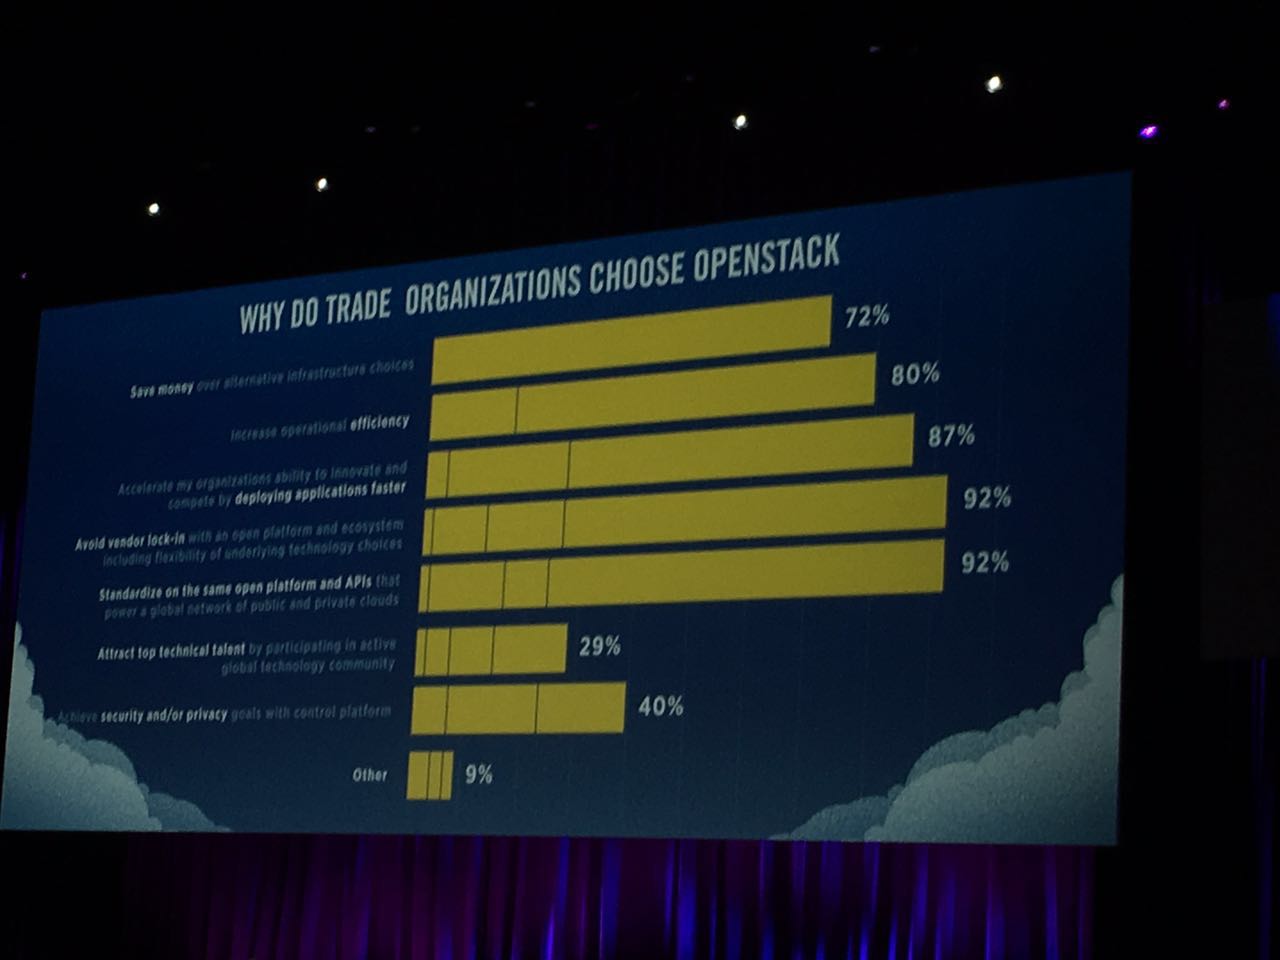 WHY DO TRADE ORGANIZATIONS CHOOSE OPENSTACK
Save money over alternative infrastructure choices
72%
Increase operational efficiency
80%
Accelerate my organizations ability to innovate and
compete by deploying applications faster
87%
Avoid vendor lock-in with an open platform and ecosystem
including flexibility of underlying technology choices
92%
Standardize on the same open platform and APIs that
power a global network of public and private clouds
92%
Attract top technical talent by participating in active
global technology community
29%
Achieve security and/or privacy goals with control platform
40%
Other
9%